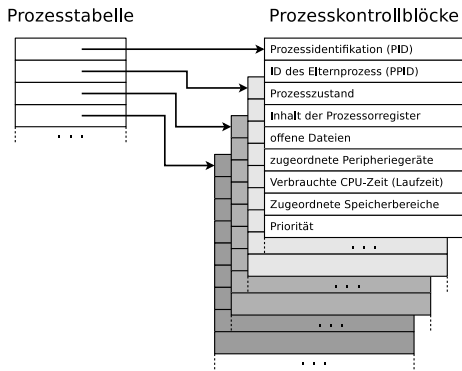 Prozesstabelle
Prozesskontrollblöcke
Prozessidentifikation (PID)
ID des Elternprozess (PPID)
Prozesszustand
Inhalt der Prozessorregister
offene Dateien
zugeordnete Peripheriegeräte
Verbrauchte CPU-Zeit (Laufzeit)
Zugeordnete Speicherbereiche
Priorität
. . .
. . .
. . .
. . .
. . .